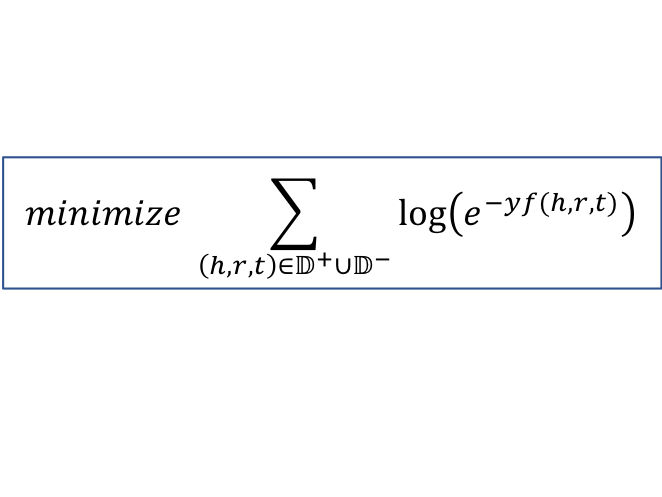 minimize ∑ log(e^{−yf(h,r,t)})
(h,r,t)∈𝔻⁺∪𝔻⁻